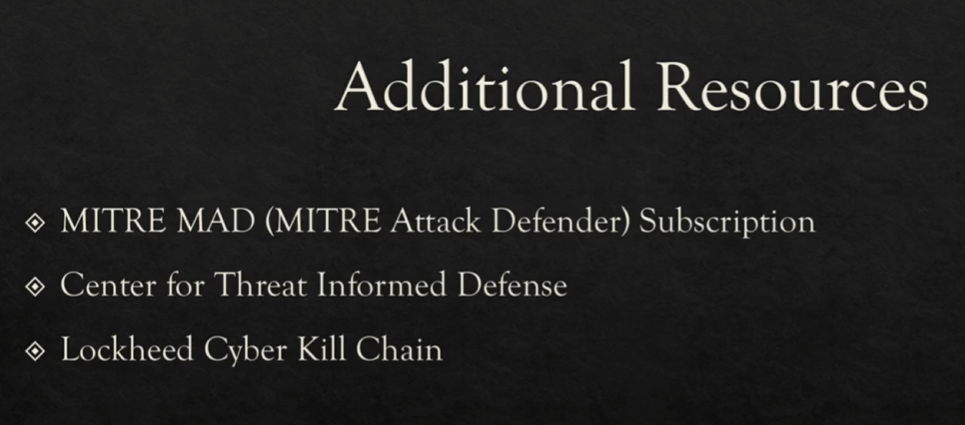 Additional Resources
MITRE MAD (MITRE Attack Defender) Subscription
Center for Threat Informed Defense
Lockheed Cyber Kill Chain